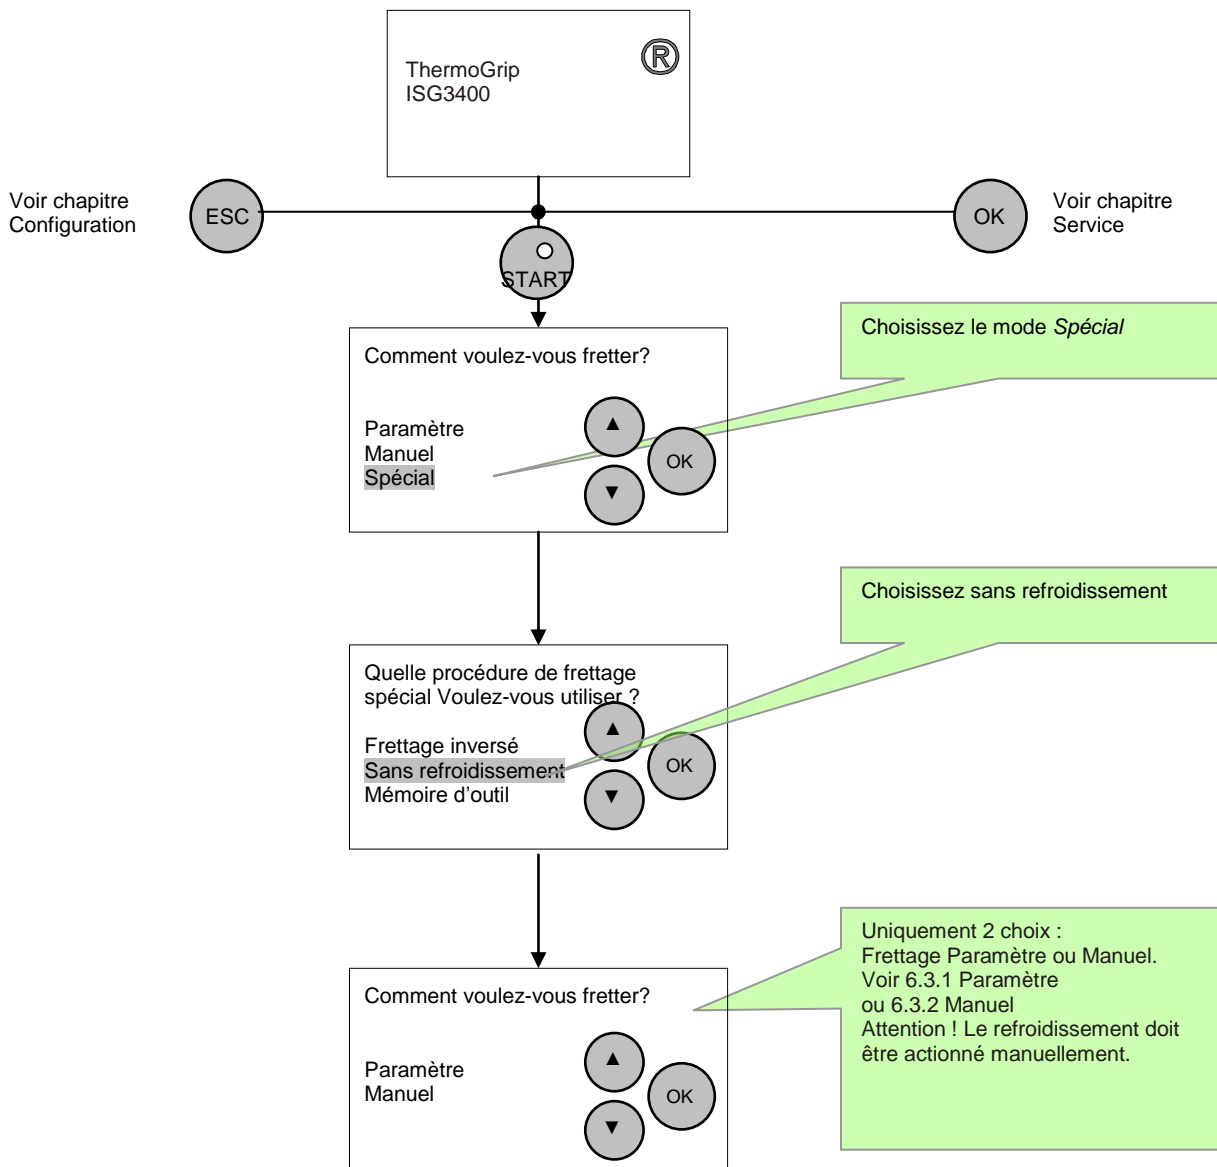 ThermoGrip
ISG3400
®
Voir chapitre
Configuration
ESC
OK
Voir chapitre
Service
START
Choisissez le mode Spécial
Comment voulez-vous fretter?
Paramètre
Manuel
Spécial
▲
▼
OK
Choisissez sans refroidissement
Quelle procédure de frettage
spécial Voulez-vous utiliser ?
Frettage inversé
Sans refroidissement
Mémoire d'outil
▲
▼
OK
Uniquement 2 choix :
Frettage Paramètre ou Manuel.
Voir 6.3.1 Paramètre
ou 6.3.2 Manuel
Attention ! Le refroidissement doit
être actionné manuellement.
Comment voulez-vous fretter?
Paramètre
Manuel
▲
▼
OK